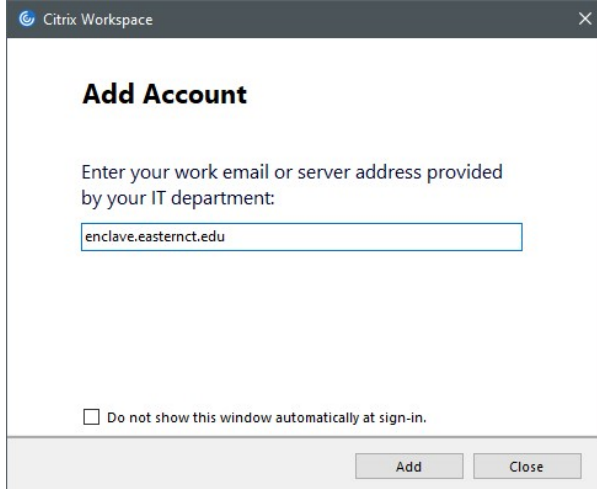 Citrix Workspace
Add Account
Enter your work email or server address provided
by your IT department:
enclave.easternct.edu
Do not show this window automatically at sign-in.
Add
Close